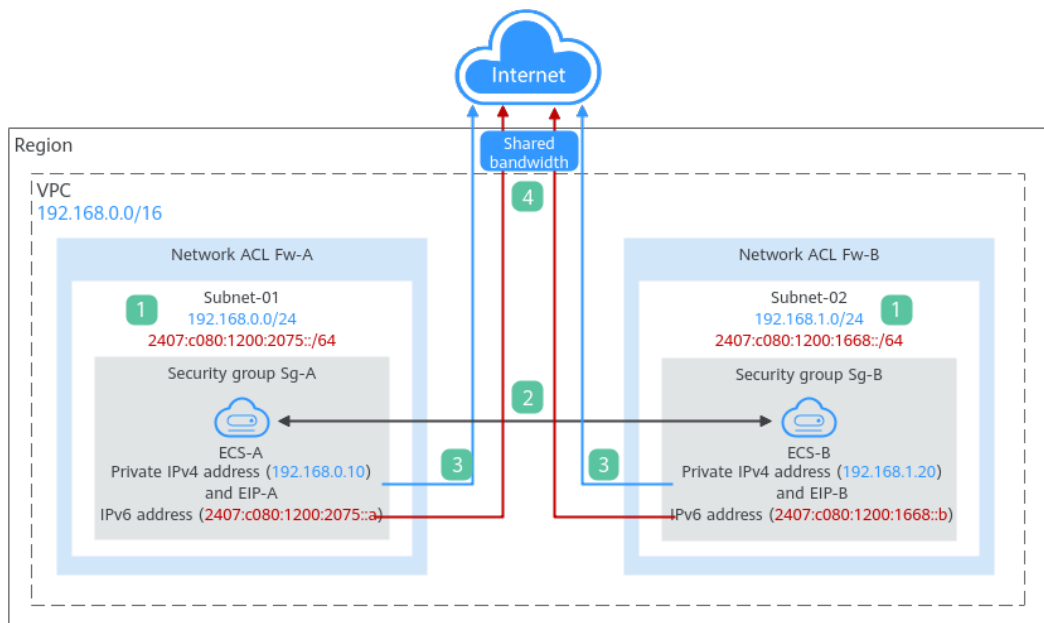 Internet
Region
Shared
bandwidth
VPC
192.168.0.0/16
4
Network ACL Fw-A
1
Subnet-01
192.168.0.0/24
2407:c080:1200:2075::/64
Security group Sg-A
ECS-A
Private IPv4 address (192.168.0.10)
and EIP-A
IPv6 address (2407:c080:1200:2075::a)
2
3
3
Network ACL Fw-B
Subnet-02
1
192.168.1.0/24
2407:c080:1200:1668::/64
Security group Sg-B
ECS-B
Private IPv4 address (192.168.1.20)
and EIP-B
IPv6 address (2407:c080:1200:1668::b)